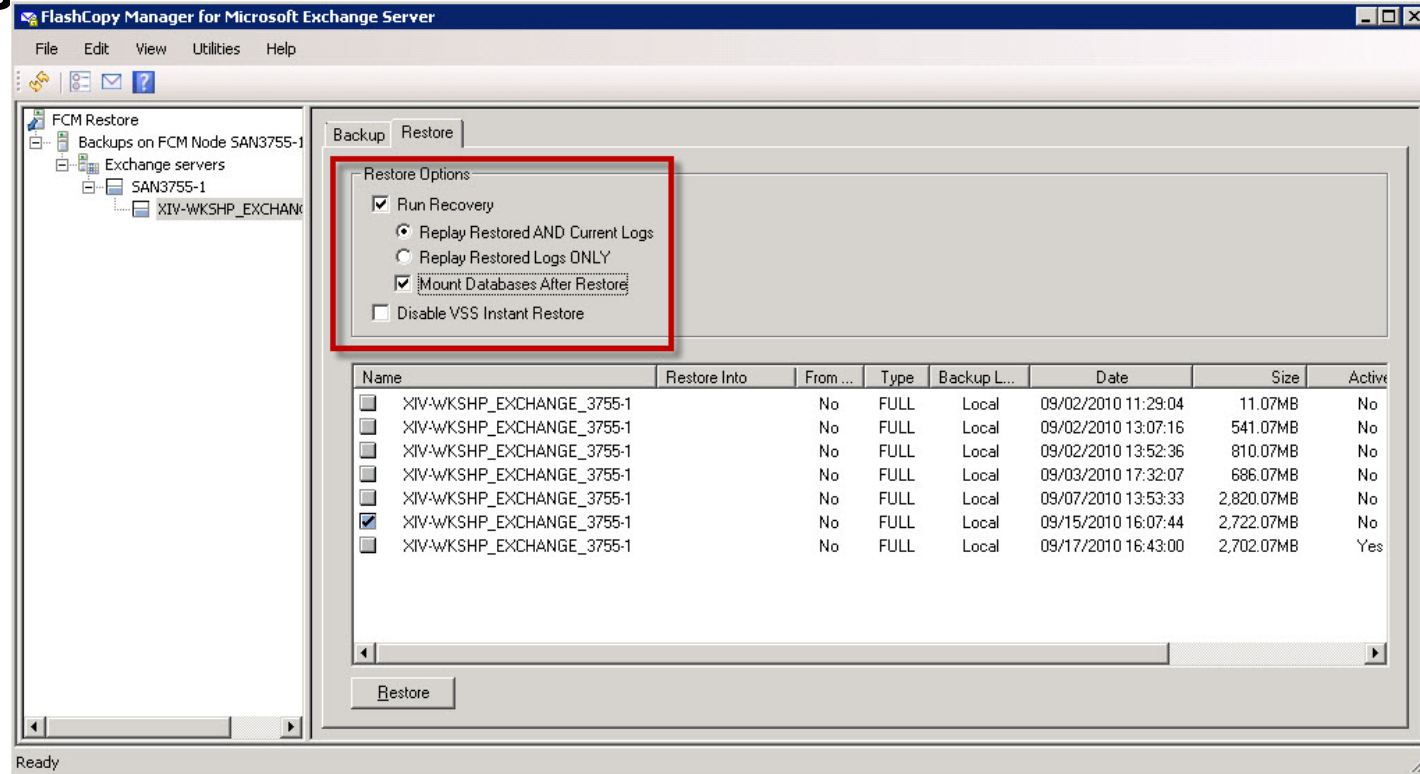 FlashCopy Manager for Microsoft Exchange Server
File Edit View Utilities Help
FCM Restore
Backups on FCM Node SAN3755-1
Exchange servers
SAN3755-1
XIV-WKSHP_EXCHAN
Backup Restore
Restore Options
Run Recovery
Replay Restored AND Current Logs
Replay Restored Logs ONLY
Mount Databases After Restore
Disable VSS Instant Restore
Name Restore Into From ... Type Backup L... Date Size Active
XIV-WKSHP_EXCHANGE_3755-1 No FULL Local 09/02/2010 11:29:04 11.07MB No
XIV-WKSHP_EXCHANGE_3755-1 No FULL Local 09/02/2010 13:07:16 541.07MB No
XIV-WKSHP_EXCHANGE_3755-1 No FULL Local 09/02/2010 13:52:36 810.07MB No
XIV-WKSHP_EXCHANGE_3755-1 No FULL Local 09/03/2010 17:32:07 686.07MB No
XIV-WKSHP_EXCHANGE_3755-1 No FULL Local 09/07/2010 13:53:33 2,820.07MB No
XIV-WKSHP_EXCHANGE_3755-1 No FULL Local 09/15/2010 16:07:44 2,722.07MB No
XIV-WKSHP_EXCHANGE_3755-1 No FULL Local 09/17/2010 16:43:00 2,702.07MB Yes
Restore
Ready